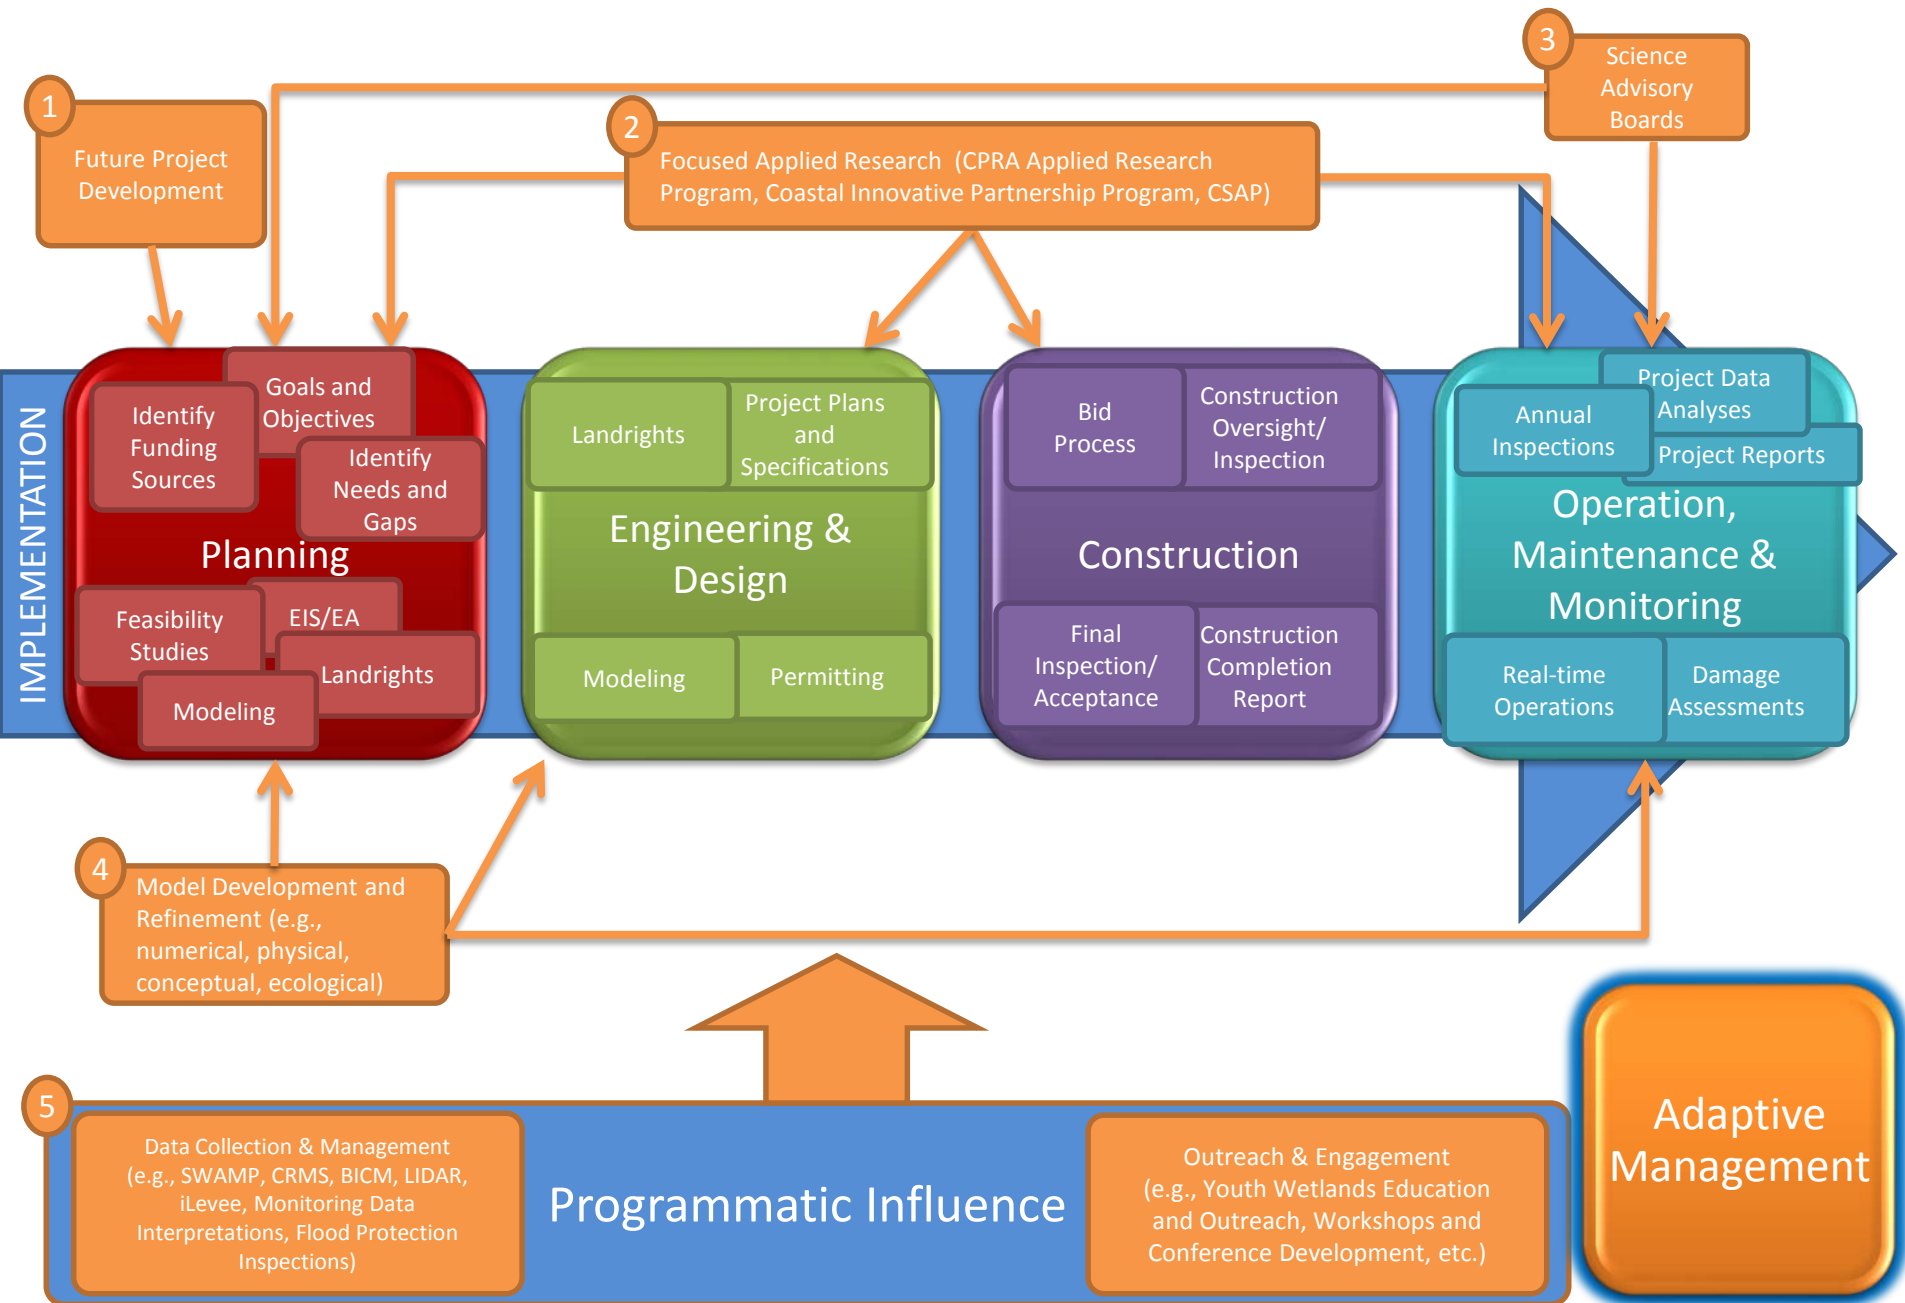 1
Future Project
Development
2
Focused Applied Research (CPRA Applied Research
Program, Coastal Innovative Partnership Program, CSAP)
3
Science
Advisory
Boards
IMPLEMENTATION
Identify
Funding
Sources
Goals and
Objectives
Identify
Needs and
Gaps
Planning
Feasibility
Studies
EIS/EA
Landrights
Modeling
Landrights
Project Plans
and
Specifications
Engineering &
Design
Modeling
Permitting
Bid
Process
Construction
Oversight/
Inspection
Construction
Final
Inspection/
Acceptance
Construction
Completion
Report
Annual
Inspections
Project Data
Analyses
Project Reports
Operation,
Maintenance &
Monitoring
Real-time
Operations
Damage
Assessments
4
Model Development and
Refinement (e.g.,
numerical, physical,
conceptual, ecological)
5
Data Collection & Management
(e.g., SWAMP, CRMS, BICM, LIDAR,
iLevee, Monitoring Data
Interpretations, Flood Protection
Inspections)
Programmatic Influence
Outreach & Engagement
(e.g., Youth Wetlands Education
and Outreach, Workshops and
Conference Development, etc.)
Adaptive
Management